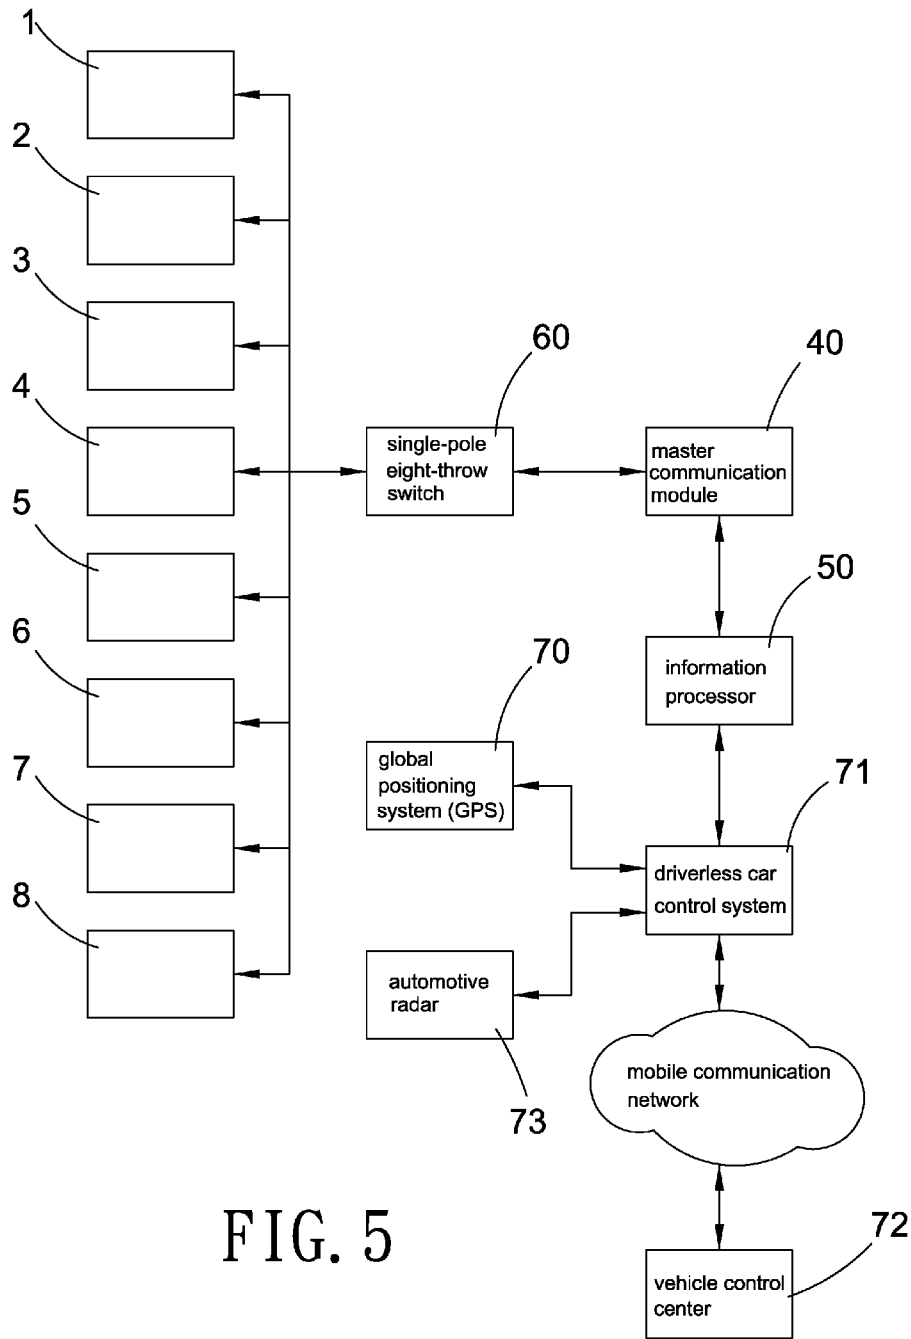 1
2
3
4
5
6
7
8
60
single-pole
eight-throw
switch
40
master
communication
module
50
information
processor
70
global
positioning
system (GPS)
71
driverless car
control system
automotive
radar
73
mobile communication
network
72
vehicle control
center
FIG. 5